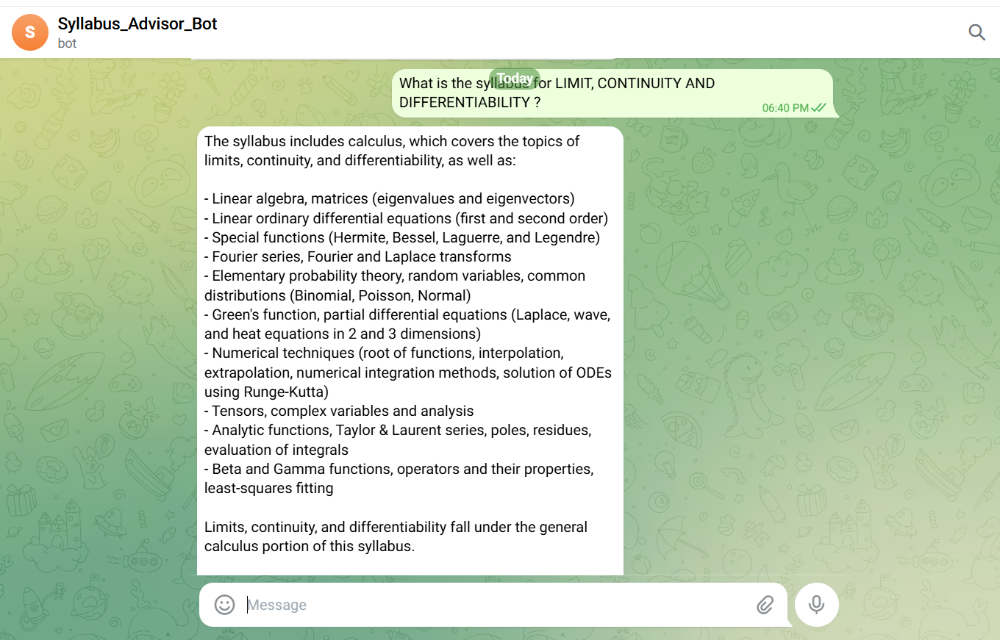 S
Syllabus_Advisor_Bot
bot
Today
What is the syllabus for LIMIT, CONTINUITY AND
DIFFERENTIABILITY ?
06:40 PM
The syllabus includes calculus, which covers the topics of
limits, continuity, and differentiability, as well as:
- Linear algebra, matrices (eigenvalues and eigenvectors)
- Linear ordinary differential equations (first and second order)
- Special functions (Hermite, Bessel, Laguerre, and Legendre)
- Fourier series, Fourier and Laplace transforms
- Elementary probability theory, random variables, common
distributions (Binomial, Poisson, Normal)
- Green's function, partial differential equations (Laplace, wave,
and heat equations in 2 and 3 dimensions)
- Numerical techniques (root of functions, interpolation,
extrapolation, numerical integration methods, solution of ODEs
using Runge-Kutta)
- Tensors, complex variables and analysis
- Analytic functions, Taylor & Laurent series, poles, residues,
evaluation of integrals
- Beta and Gamma functions, operators and their properties,
least-squares fitting
Limits, continuity, and differentiability fall under the general
calculus portion of this syllabus.
Message